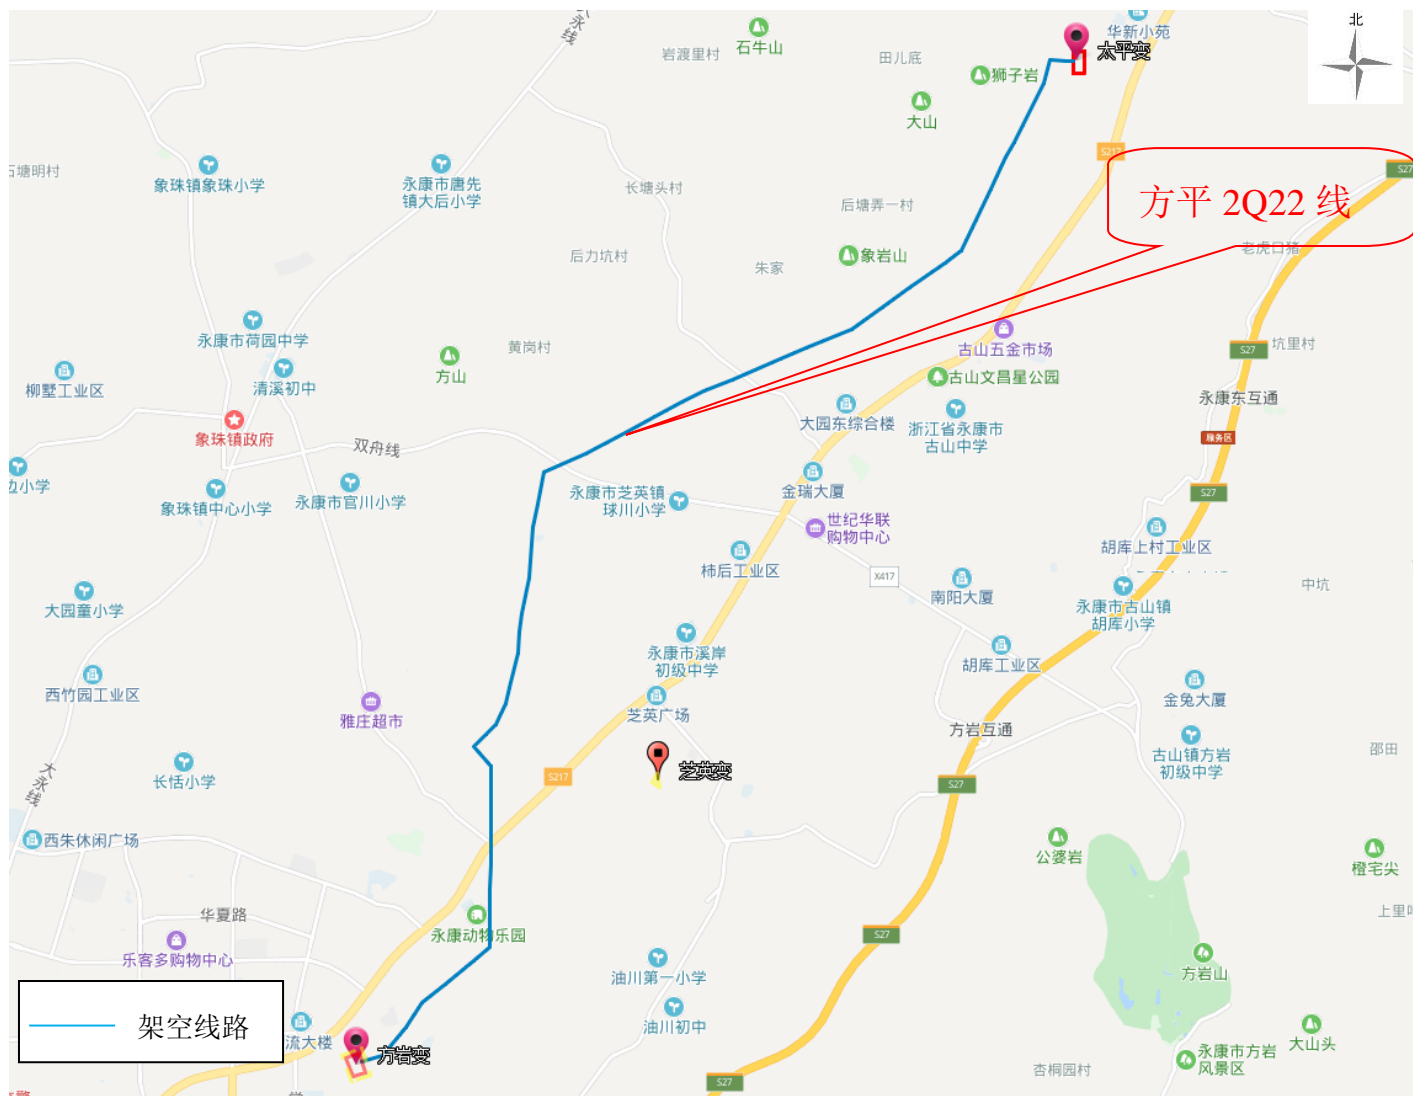 北
华新小苑
太平变
石牛山
岩渡里村
田儿底
狮子岩
大山
S217
S27
石塘明村
象珠镇象珠小学
永康市唐先
镇大后小学
长塘头村
后塘弄一村
方平 2Q22 线
老虎口猪
后力坑村
朱家
象岩山
永康市荷园中学
清溪初中
黄岗村
方山
柳墅工业区
古山五金市场
古山文昌星公园
S27
坑里村
永康东互通
服务区
象珠镇政府
双舟线
大园东综合楼
浙江省永康市
古山中学
边小学
象珠镇中心小学
永康市官川小学
永康市芝英镇
球川小学
金瑞大厦
S27
世纪华联
购物中心
胡库上村工业区
柿后工业区
X417
南阳大厦
中坑
大园童小学
永康市古山镇
胡库小学
永康市溪岸
初级中学
胡库工业区
西竹园工业区
雅庄超市
芝英广场
金兔大厦
方岩互通
古山镇方岩
初级中学
邵田
长恬小学
大永线
S217
芝英变
S27
西朱休闲广场
公婆岩
橙宅尖
华夏路
永康动物乐园
上里
S27
乐客多购物中心
油川第一小学
方岩山
架空线路
流大楼
油川初中
大山头
方岩变
永康市方岩
风景区
杏桐园村
S27